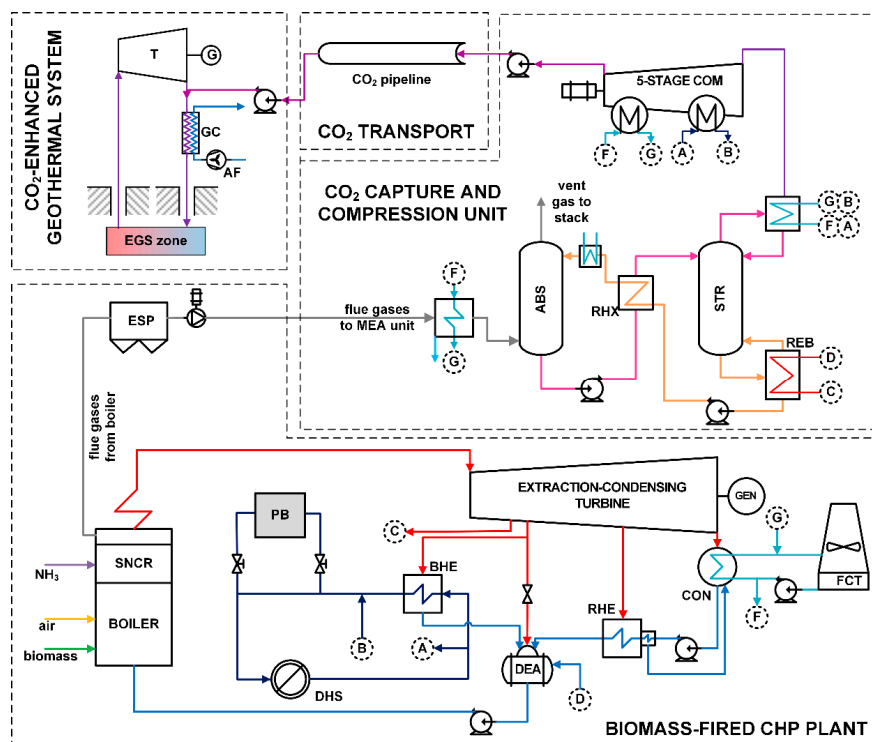 CO₂-ENHANCED
GEOTHERMAL SYSTEM
T
G
GC
AF
EGS zone
CO₂ pipeline
CO₂ TRANSPORT
5-STAGE COM
M
M
F
G
A
B
CO₂ CAPTURE AND
COMPRESSION UNIT
vent
gas to
stack
G
B
F
A
ABS
RHX
STR
REB
D
C
F
G
flue gases
to MEA unit
ESP
flue gases
from boiler
EXTRACTION-CONDENSING
TURBINE
GEN
PB
C
BHE
G
SNCR
NH₃
BOILER
air
biomass
RHE
CON
FCT
F
B
A
DHS
DEA
D
BIOMASS-FIRED CHP PLANT